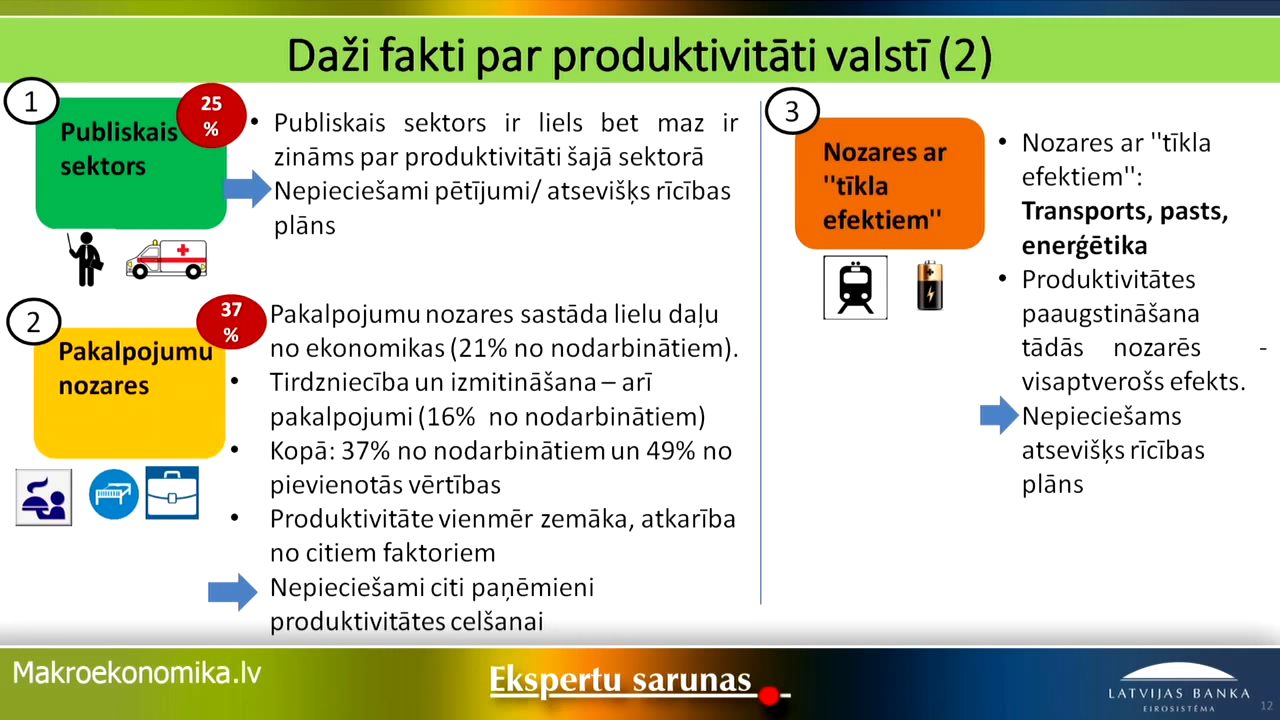 Daži fakti par produktivitāti valstī (2)
1
Publiskais
sektors
25
%
• Publiskais sektors ir liels bet maz ir
zināms par produktivitāti šajā sektorā
Nepieciešami pētījumi/ atsevišķs rīcības
plāns
2
Pakalpojumu
nozares
37
%
Pakalpojumu nozares sastāda lielu daļu
no ekonomikas (21% no nodarbinātiem).
• Tirdzniecība un izmitināšana – arī
pakalpojumi (16% no nodarbinātiem)
• Kopā: 37% no nodarbinātiem un 49% no
pievienotās vērtības
• Produktivitāte vienmēr zemāka, atkarība
no citiem faktoriem
Nepieciešami citi paņēmieni
produktivitātes celšanai
3
Nozares ar
"tīkla
efektiem"
• Nozares ar "tīkla
efektiem":
Transports, pasts,
enerģētika
• Produktivitātes
paaugstināšana
tādās nozarēs -
visaptverošs efekts.
Nepieciešams
atsevišķs rīcības
plāns
Makroekonomika.lv
Ekspertu sarunas
LATVIJAS BANKA
EIROSISTĒMA
12